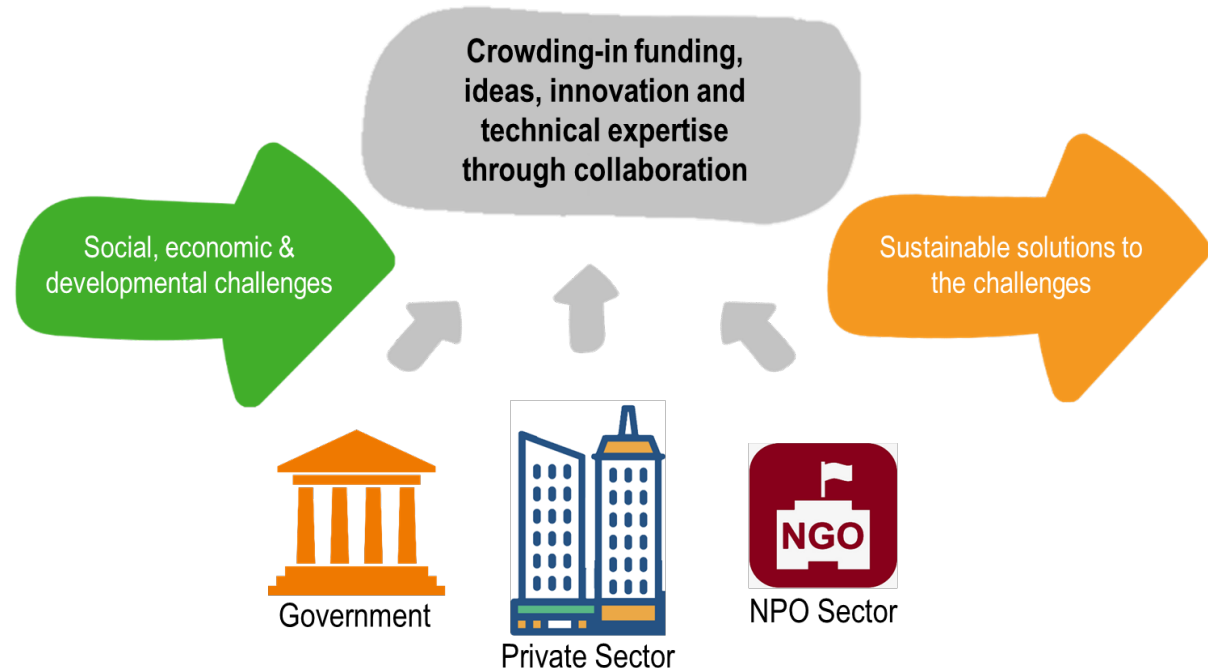 Crowding-in funding,
ideas, innovation and
technical expertise
through collaboration
Social, economic &
developmental challenges
Sustainable solutions to
the challenges
Government
Private Sector
NGO
NPO Sector